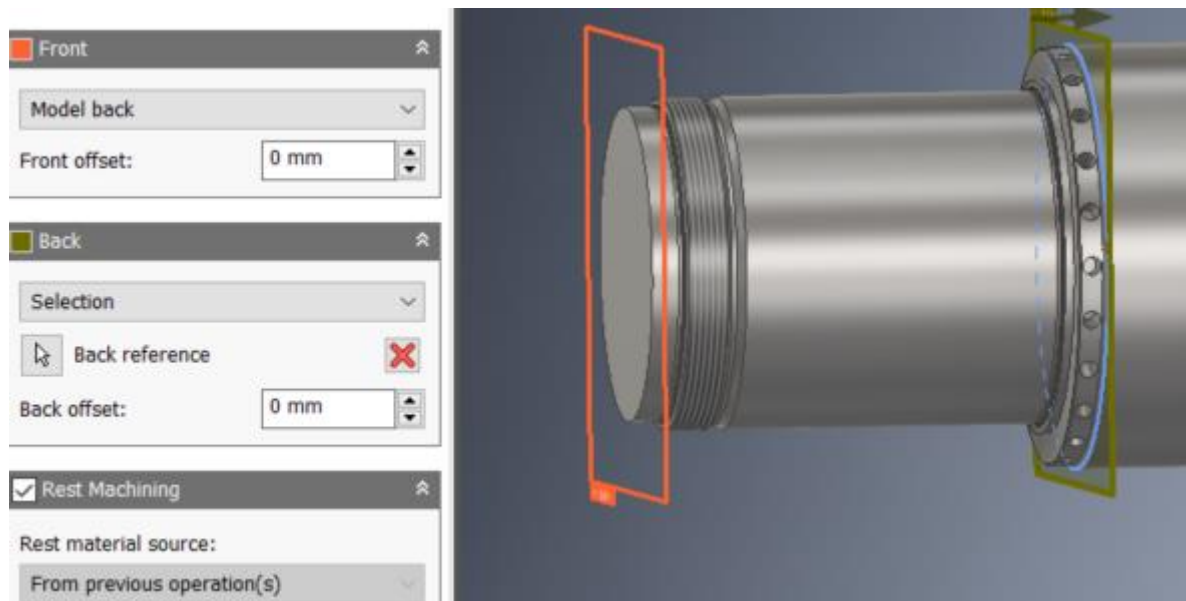 Front
Model back
Front offset:
0 mm
Back
Selection
Back reference
Back offset:
0 mm
Rest Machining
Rest material source:
From previous operation(s)